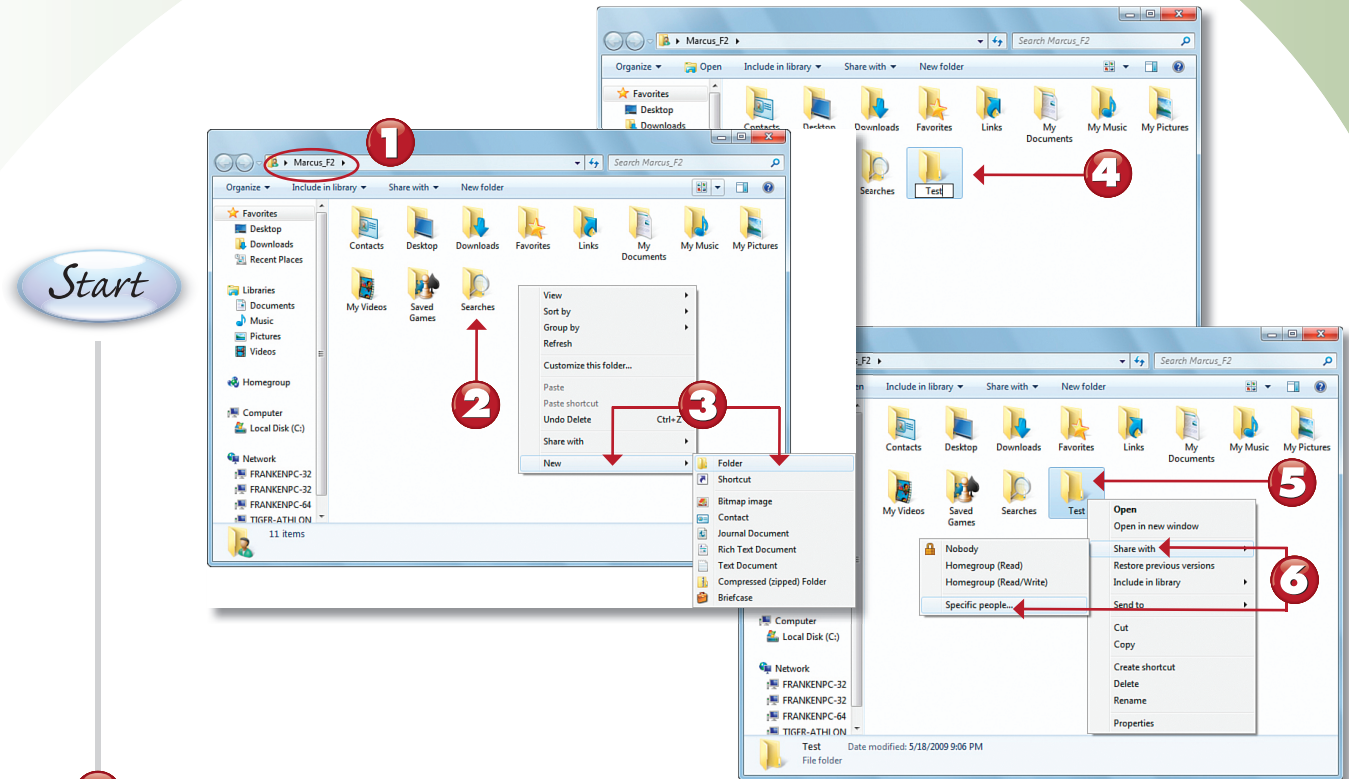 Marcus_F2
Search Marcus_F2
Organize Open Include in library Share with New folder
Favorites
Desktop
Downloads
Contacts Desktop Downloads Favorites Links My Documents My Music My Pictures
Searches Test
4
1
Marcus_F2
Search Marcus_F2
Organize Include in library Share with New folder
Favorites
Desktop
Downloads
Recent Places
Libraries
Documents
Music
Pictures
Videos
Homegroup
Computer
Local Disk (C:)
Network
FRANKENPC-32
FRANKENPC-32
FRANKENPC-64
TIGER-ATHLON
11 items
Contacts Desktop Downloads Favorites Links My Documents My Music My Pictures
My Videos Saved Games Searches
2
View
Sort by
Group by
Refresh
Customize this folder...
Paste
Paste shortcut
Undo Delete Ctrl+Z
Share with
New
3
Folder
Shortcut
Bitmap image
Contact
Journal Document
Rich Text Document
Text Document
Compressed (zipped) Folder
Briefcase
Start
_F2
Search Marcus_F2
en Include in library Share with New folder
Contacts Desktop Downloads Favorites Links My Documents My Music My Pictures
My Videos Saved Games Searches Test
5
Open
Open in new window
Share with
Restore previous versions
Include in library
Send to
Cut
Copy
Create shortcut
Delete
Rename
Properties
6
Nobody
Homegroup (Read)
Homegroup (Read/Write)
Specific people...
Computer
Local Disk (C:)
Network
FRANKENPC-32
FRANKENPC-32
FRANKENPC-64
TIGER-ATHLON
Test Date modified: 5/18/2009 9:06 PM
File folder